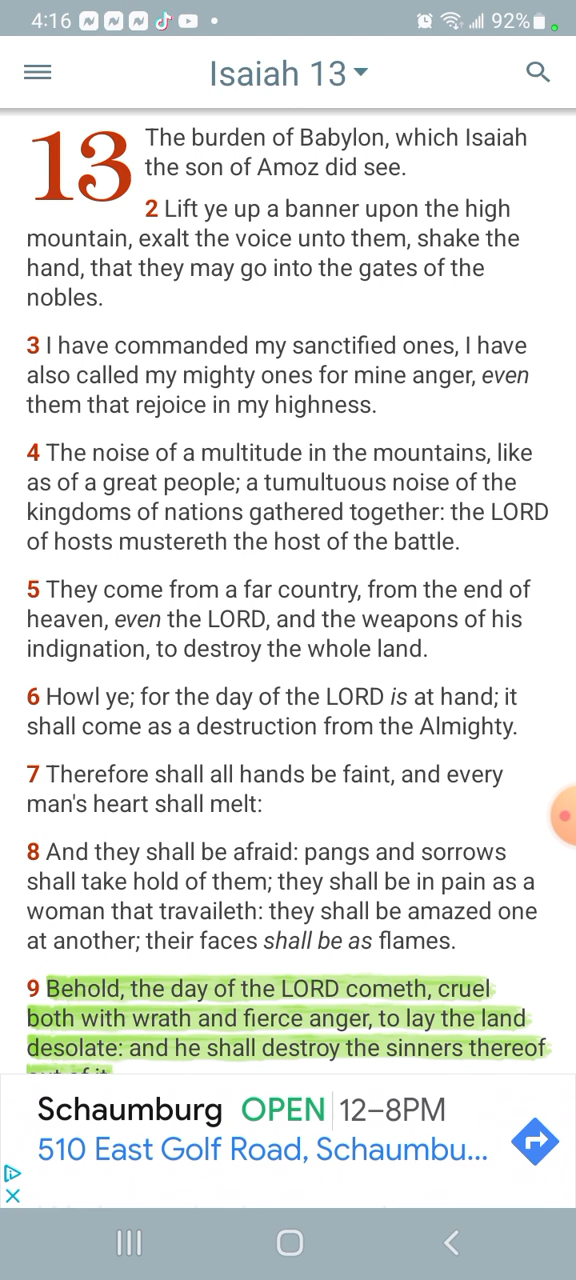 4:16
92%
Isaiah 13
13
The burden of Babylon, which Isaiah
the son of Amoz did see.
2 Lift ye up a banner upon the high
mountain, exalt the voice unto them, shake the
hand, that they may go into the gates of the
nobles.
3 I have commanded my sanctified ones, I have
also called my mighty ones for mine anger, even
them that rejoice in my highness.
4 The noise of a multitude in the mountains, like
as of a great people; a tumultuous noise of the
kingdoms of nations gathered together: the LORD
of hosts mustereth the host of the battle.
5 They come from a far country, from the end of
heaven, even the LORD, and the weapons of his
indignation, to destroy the whole land.
6 Howl ye; for the day of the LORD is at hand; it
shall come as a destruction from the Almighty.
7 Therefore shall all hands be faint, and every
man's heart shall melt:
8 And they shall be afraid: pangs and sorrows
shall take hold of them; they shall be in pain as a
woman that travaileth: they shall be amazed one
at another; their faces shall be as flames.
9 Behold, the day of the LORD cometh, cruel
both with wrath and fierce anger, to lay the land
desolate: and he shall destroy the sinners thereof
Schaumburg OPEN 12–8PM
510 East Golf Road, Schaumbu...